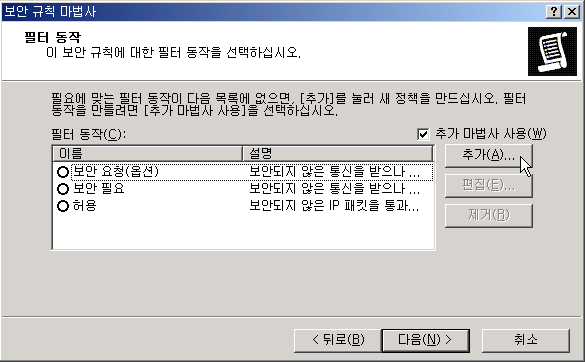 보안 규칙 마법사
필터 동작
이 보안 규칙에 대한 필터 동작을 선택하십시오.
필요에 맞는 필터 동작이 다음 목록에 없으면, [추가]를 눌러 새 정책을 만드십시오. 필터
동작을 만들려면 [추가 마법사 사용]을 선택하십시오.
필터 동작(C):
추가 마법사 사용(W)
이름 설명
보안 요청(옵션) 보안되지 않은 통신을 받으나 ...
보안 필요 보안되지 않은 통신을 받으나 ...
허용 보안되지 않은 IP 패킷을 통과...
추가(A)...
편집(E)...
제거(R)
< 뒤로(B)
다음(N) >
취소